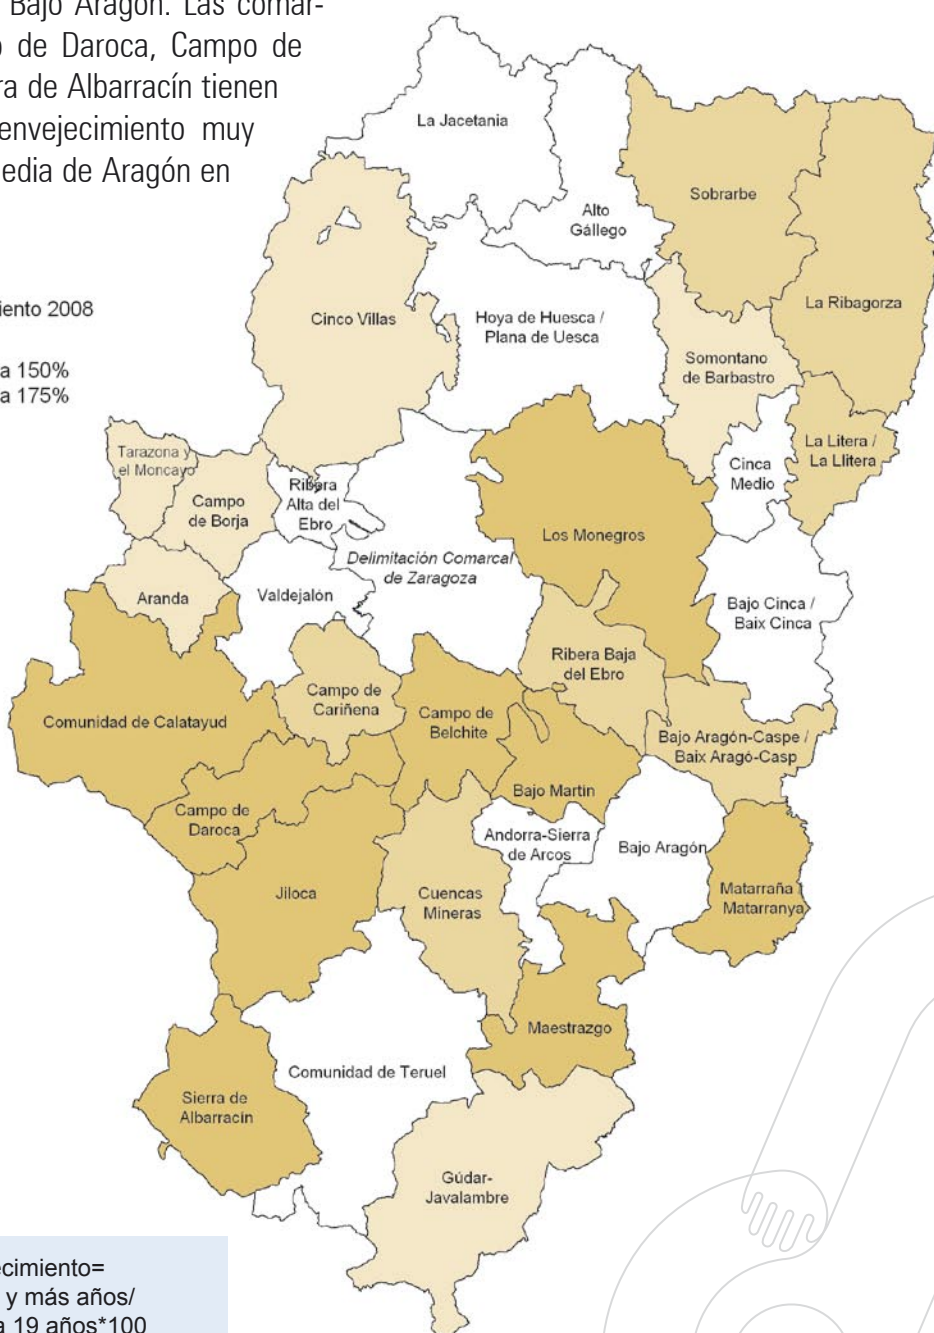 Bajo Aragón. Las comar-
de Daroca, Campo de
de Albarracín tienen
envejecimiento muy
media de Aragón en
2008
a 150%
a 175%
La Jacetania
Alto
Gállego
Sobrarbe
La Ribagorza
Cinco Villas
Hoya de Huesca /
Plana de Uesca
Somontano
de Barbastro
La Litera /
La Llitera
Cinca
Medio
Tarazona y
el Moncayo
Campo
de Borja
Ribera
Alta del
Ebro
Los Monegros
Delimitación Comarcal
de Zaragoza
Aranda
Valdejalón
Bajo Cinca /
Baix Cinca
Ribera Baja
del Ebro
Campo de
Cariñena
Comunidad de Calatayud
Campo de
Belchite
Bajo Aragón-Caspe /
Baix Aragó-Casp
Bajo Martín
Campo de
Daroca
Andorra-Sierra
de Arcos
Bajo Aragón
Jiloca
Cuencas
Mineras
Matarraña
Matarranya
Maestrazgo
Comunidad de Teruel
Sierra de
Albarracín
Gúdar-
Javalambre
ecimiento=
y más años/
a 19 años*100